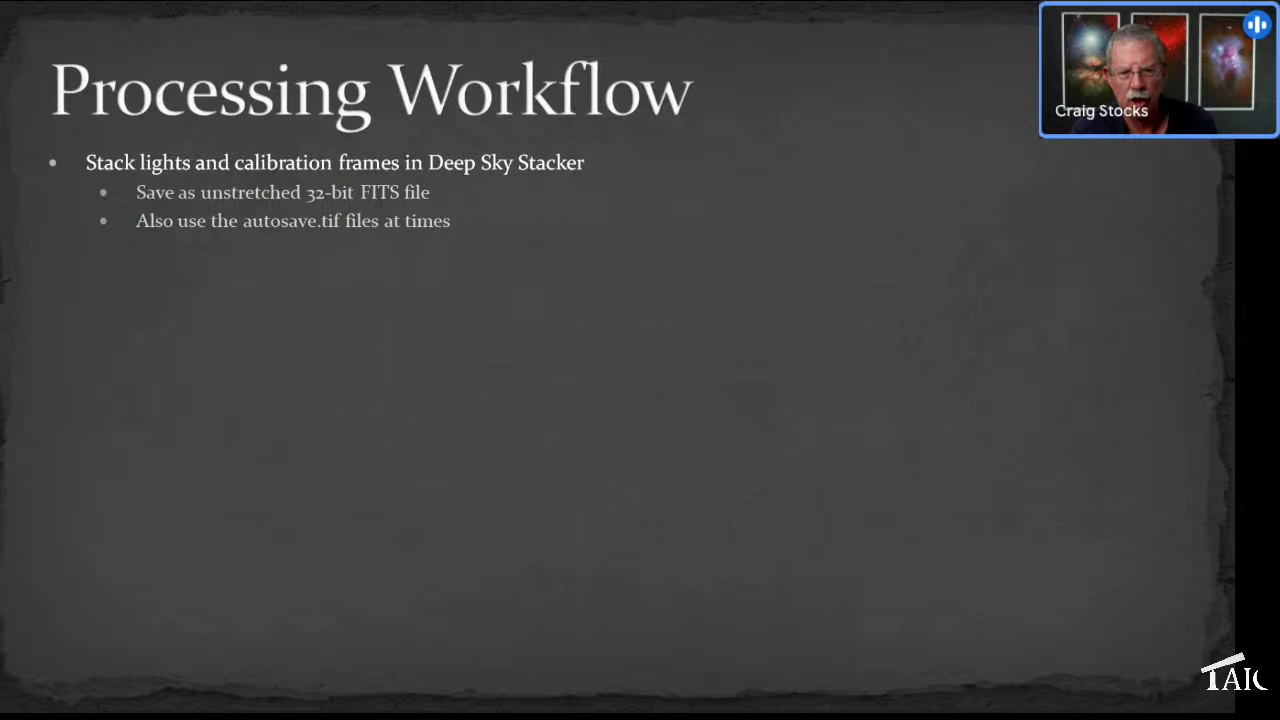 Processing Workflow
Craig Stocks
• Stack lights and calibration frames in Deep Sky Stacker
• Save as unstretched 32-bit FITS file
• Also use the autosave.tif files at times
TAIC